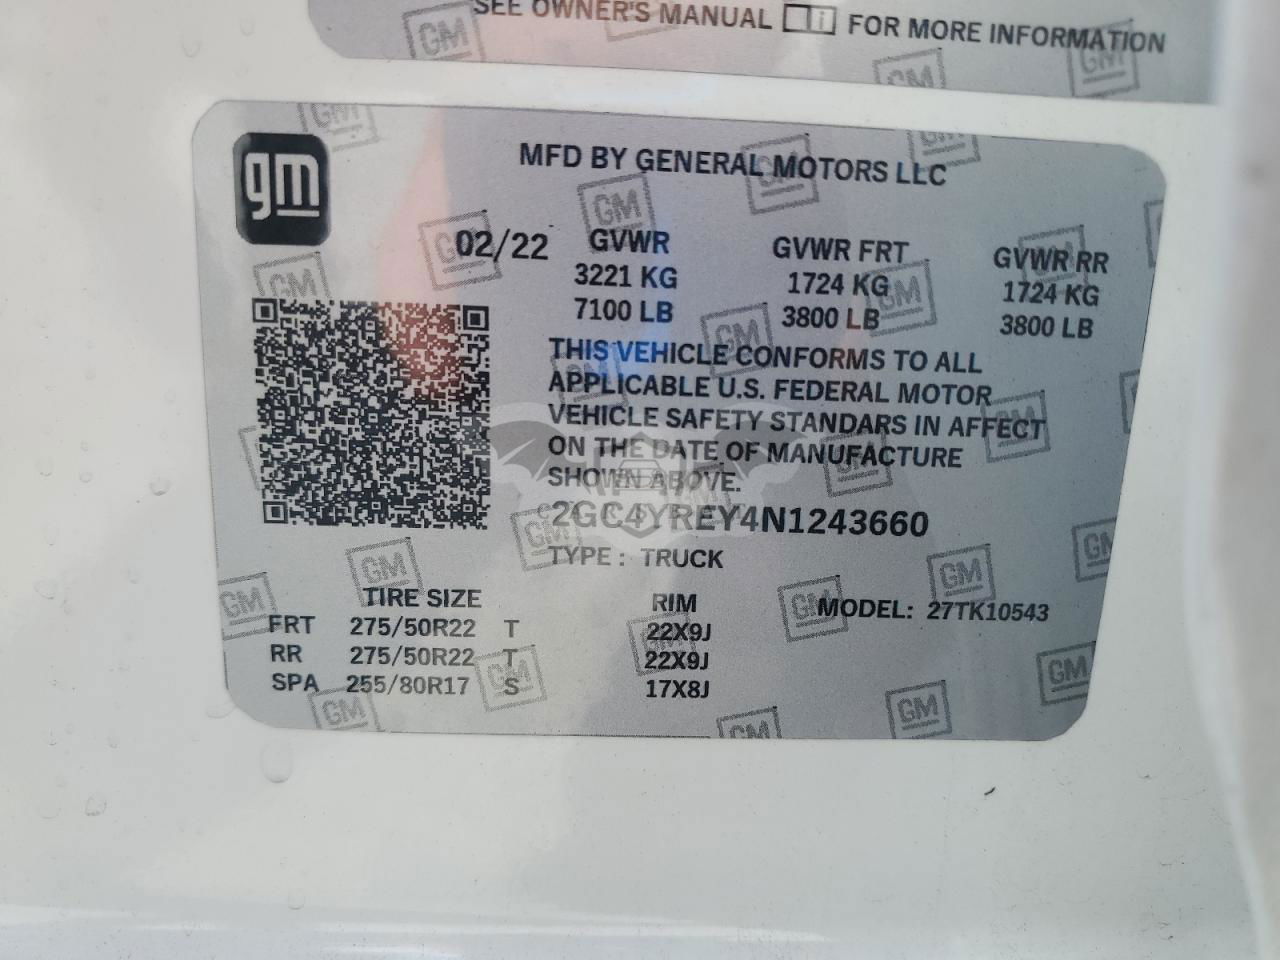 SEE OWNER'S MANUAL i FOR MORE INFORMATION
gm
MFD BY GENERAL MOTORS LLC
02/22 GVWR GVWR FRT GVWR RR
3221 KG 1724 KG 1724 KG
7100 LB 3800 LB 3800 LB
THIS VEHICLE CONFORMS TO ALL
APPLICABLE U.S. FEDERAL MOTOR
VEHICLE SAFETY STANDARS IN AFFECT
ON THE DATE OF MANUFACTURE
SHOWN ABOVE.
2GC4YREY4N1243660
TYPE: TRUCK
TIRE SIZE RIM MODEL: 27TK10543
FRT 275/50R22 T 22X9J
RR 275/50R22 T 22X9J
SPA 255/80R17 S 17X8J